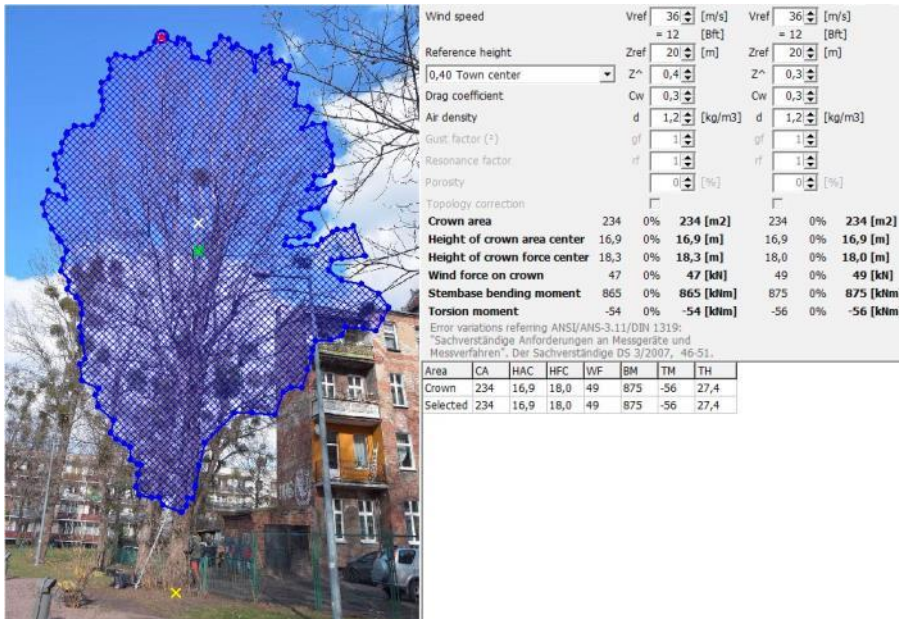 Wind speed Vref 36 [m/s] Vref 36 [m/s]
= 12 [Bft] = 12 [Bft]
Reference height Zref 20 [m] Zref 20 [m]
0,40 Town center Z^ 0,4 Z^ 0,3
Drag coefficient Cw 0,3 Cw 0,3
Air density d 1,2 [kg/m3] d 1,2 [kg/m3]
Gust factor (²) gf 1 gf 1
Resonance factor rf 1 rf 1
Porosity 0 [%] 0 [%]
Topology correction
Crown area 234 0% 234 [m2] 234 0% 234 [m2]
Height of crown area center 16,9 0% 16,9 [m] 16,9 0% 16,9 [m]
Height of crown force center 18,3 0% 18,3 [m] 18,0 0% 18,0 [m]
Wind force on crown 47 0% 47 [kN] 49 0% 49 [kN]
Stembase bending moment 865 0% 865 [kNm] 875 0% 875 [kNm]
Torsion moment -54 0% -54 [kNm] -56 0% -56 [kNm]
Error variations referring ANSI/ANS-3.11/DIN 1319:
"Sachverständige Anforderungen an Messgeräte und
Messverfahren". Der Sachverständige DS 3/2007, 46-51.
Area CA HAC HFC WF BM TM TH
Crown 234 16,9 18,0 49 875 -56 27,4
Selected 234 16,9 18,0 49 875 -56 27,4